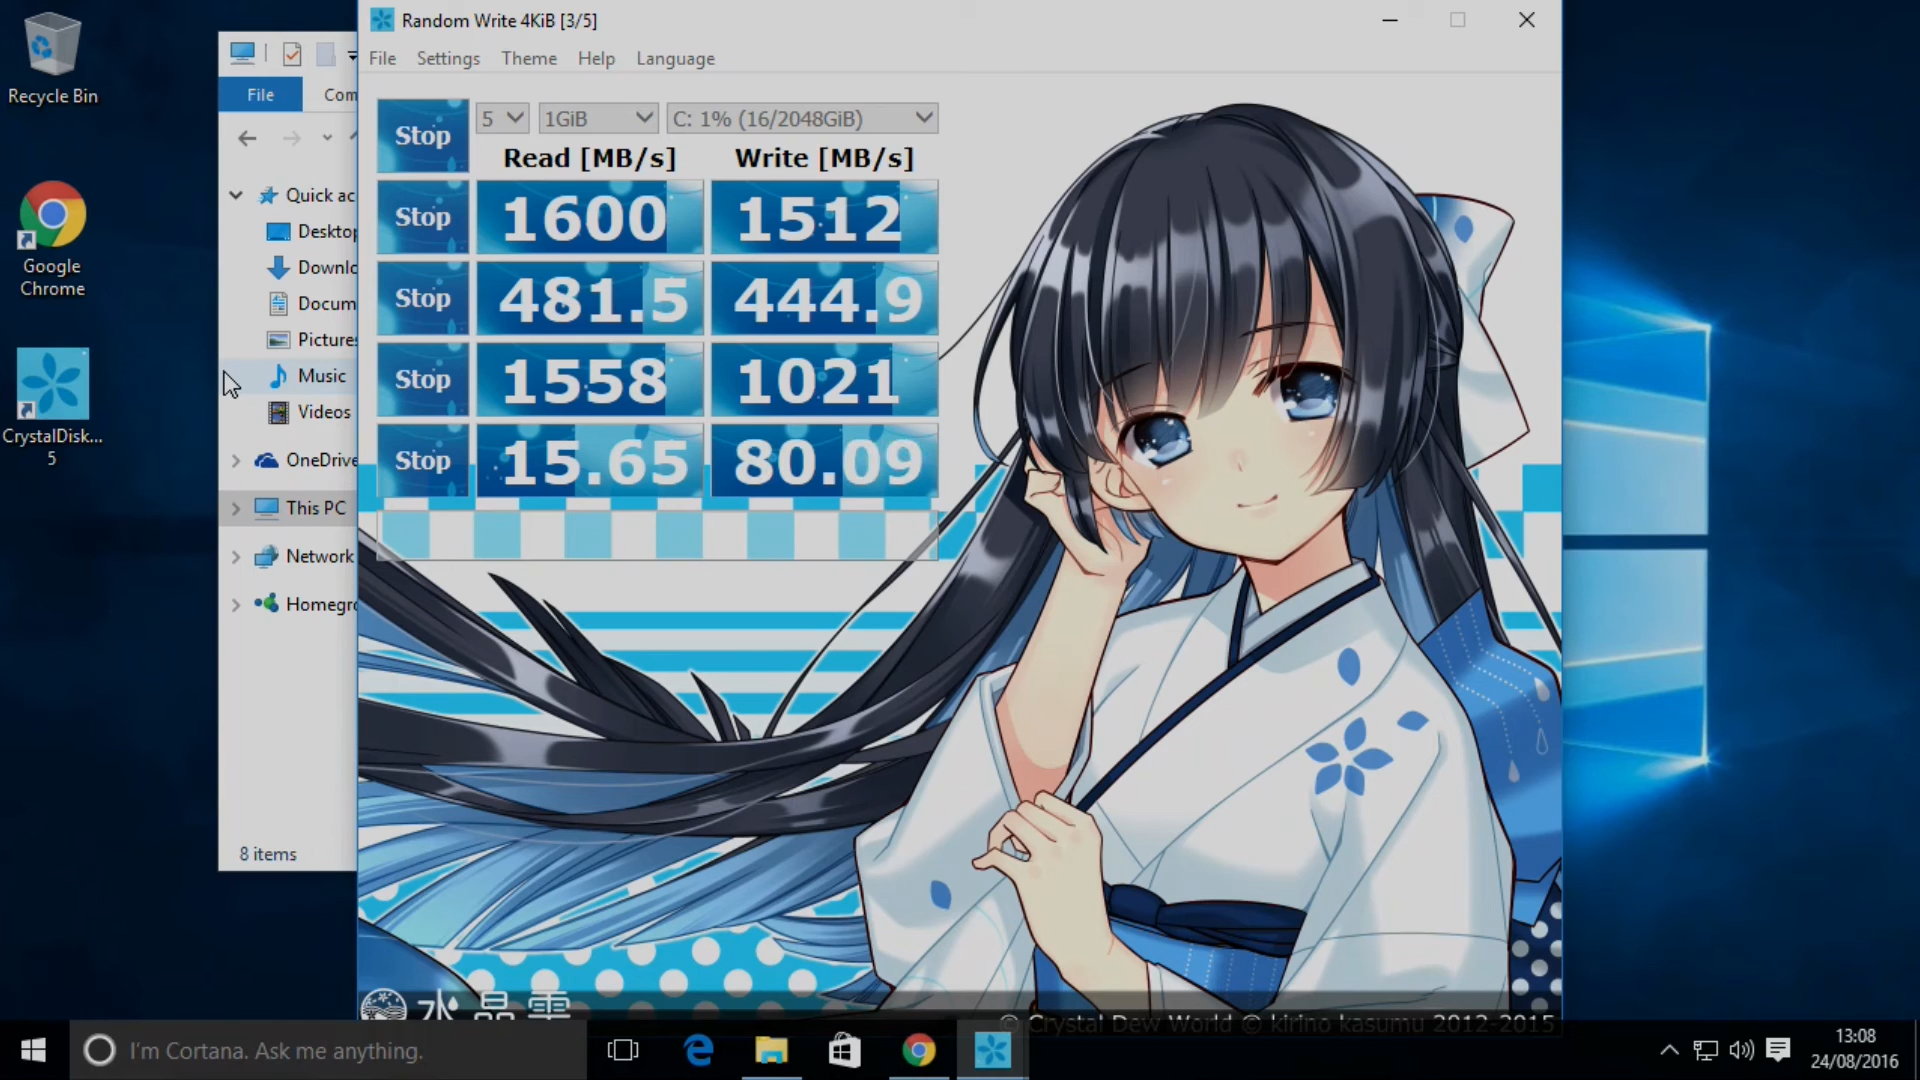 Recycle Bin
Google
Chrome
CrystalDisk...
5
File
Com
Quick ac
Desktop
Downlo
Docum
Pictures
Music
Videos
OneDrive
This PC
Network
Homegro
8 items
Random Write 4KiB [3/5]
File Settings Theme Help Language
Stop 5 1GiB C: 1% (16/2048GiB)
Read [MB/s] Write [MB/s]
Stop 1600 1512
Stop 481.5 444.9
Stop 1558 1021
Stop 15.65 80.09
水晶雫
© Crystal Dew World © kirino kasumu 2012-2015
I'm Cortana. Ask me anything.
13:08
24/08/2016